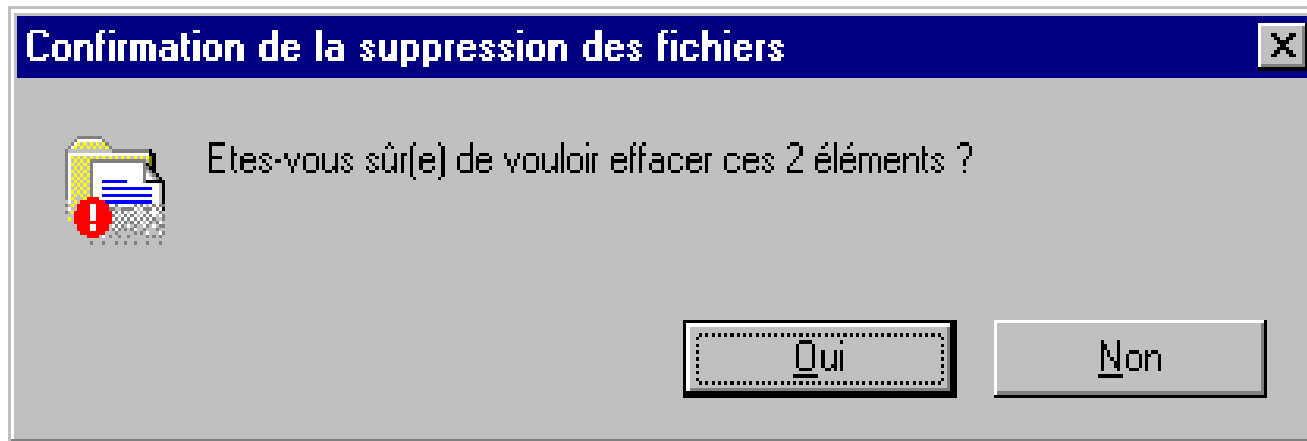 Confirmation de la suppression des fichiers
Etes-vous sûr(e) de vouloir effacer ces 2 éléments ?
Oui Non